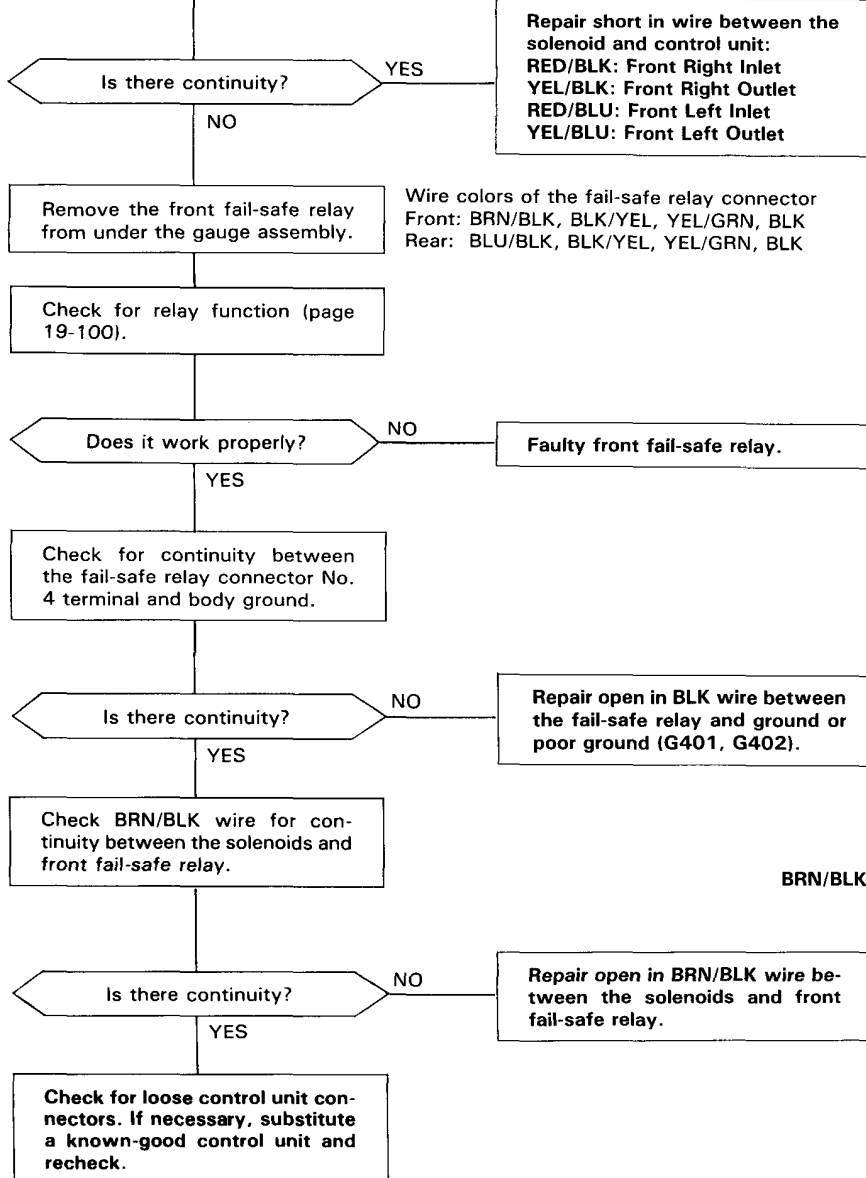 Repair short in wire between the
solenoid and control unit:
RED/BLK: Front Right Inlet
YEL/BLK: Front Right Outlet
RED/BLU: Front Left Inlet
YEL/BLU: Front Left Outlet
Is there continuity?
YES
NO
Remove the front fail-safe relay
from under the gauge assembly.
Wire colors of the fail-safe relay connector
Front: BRN/BLK, BLK/YEL, YEL/GRN, BLK
Rear: BLU/BLK, BLK/YEL, YEL/GRN, BLK
Check for relay function (page
19-100).
Does it work properly?
NO
Faulty front fail-safe relay.
YES
Check for continuity between
the fail-safe relay connector No.
4 terminal and body ground.
Is there continuity?
NO
Repair open in BLK wire between
the fail-safe relay and ground or
poor ground (G401, G402).
YES
Check BRN/BLK wire for con-
tinuity between the solenoids and
front fail-safe relay.
BRN/BLK
Is there continuity?
NO
Repair open in BRN/BLK wire be-
tween the solenoids and front
fail-safe relay.
YES
Check for loose control unit con-
nectors. If necessary, substitute
a known-good control unit and
recheck.